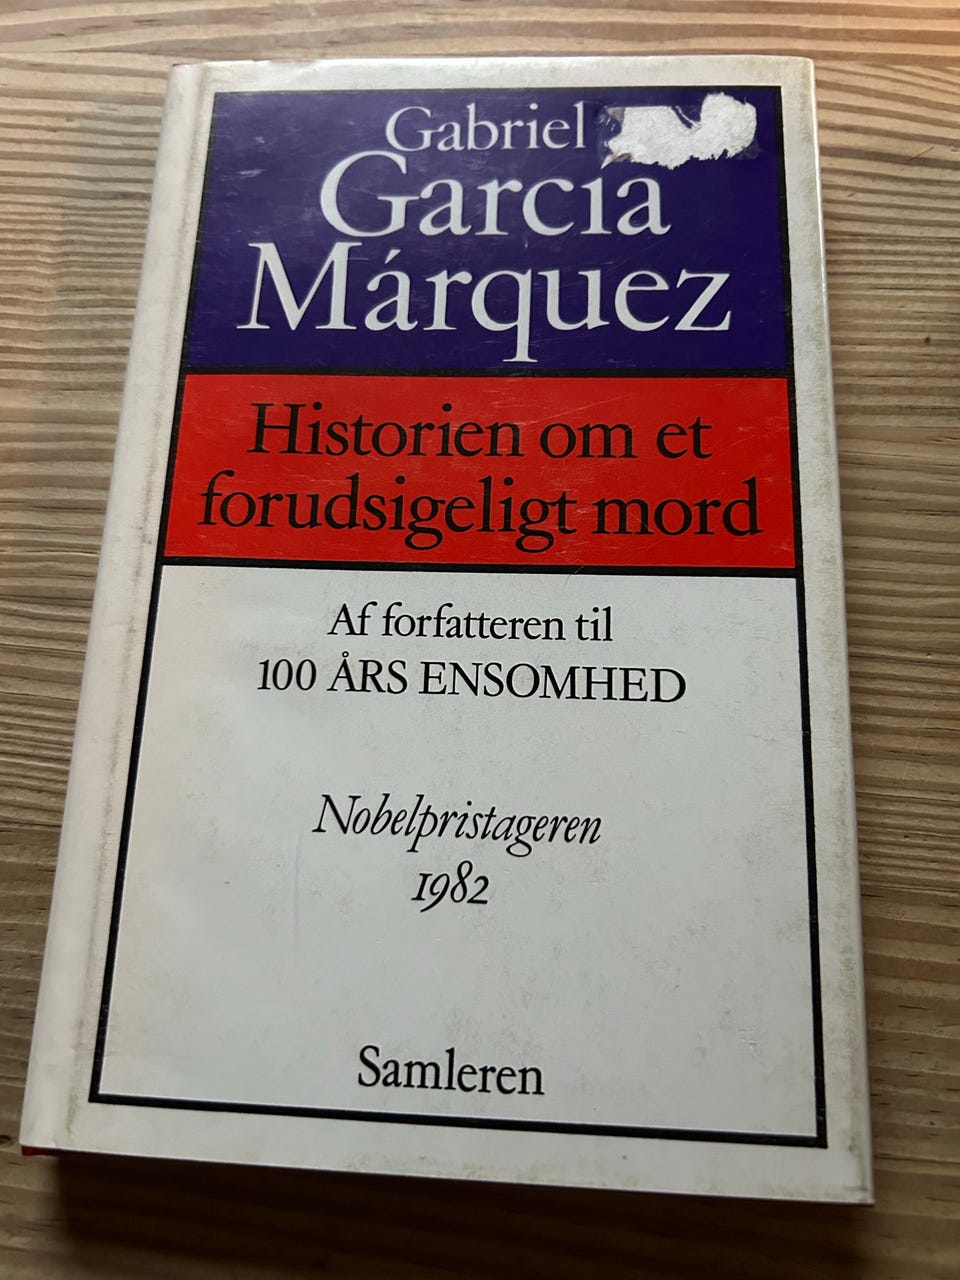 Gabriel
García
Márquez
Historien om et
forudsigeligt mord
Af forfatteren til
100 ÅRS ENSOMHED
Nobelpristageren
1982
Samleren